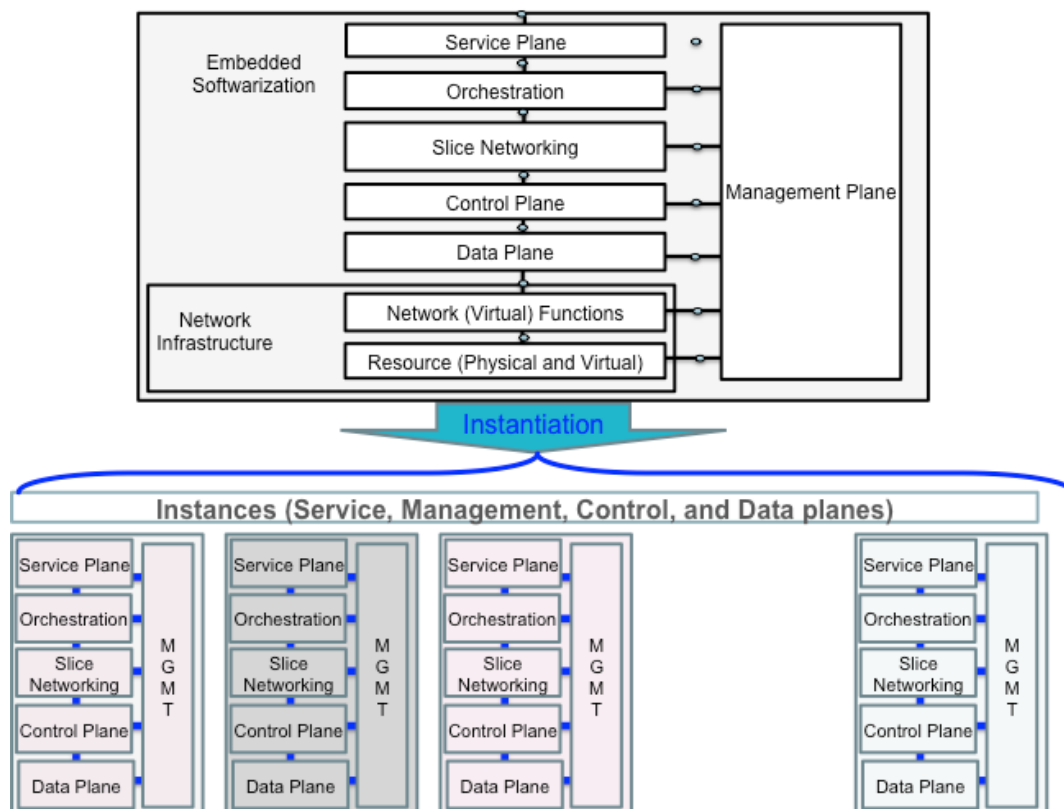 Embedded
Softwarization
Service Plane
Orchestration
Slice Networking
Control Plane
Data Plane
Management Plane
Network
Infrastructure
Network (Virtual) Functions
Resource (Physical and Virtual)
Instantiation
Instances (Service, Management, Control, and Data planes)
Service Plane
Orchestration
Slice
Networking
Control Plane
Data Plane
M
G
M
T
Service Plane
Orchestration
Slice
Networking
Control Plane
Data Plane
M
G
M
T
Service Plane
Orchestration
Slice
Networking
Control Plane
Data Plane
M
G
M
T
Service Plane
Orchestration
Slice
Networking
Control Plane
Data Plane
M
G
M
T